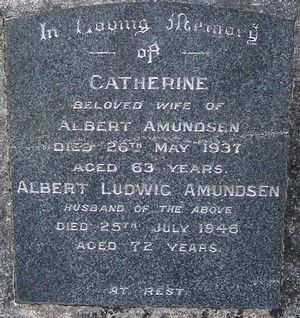 In Loving Memory
of
CATHERINE
BELOVED WIFE OF
ALBERT AMUNDSEN
DIED 26TH MAY 1937
AGED 63 YEARS.
ALBERT LUDWIG AMUNDSEN
HUSBAND OF THE ABOVE
DIED 25TH JULY 1946
AGED 72 YEARS.
AT REST